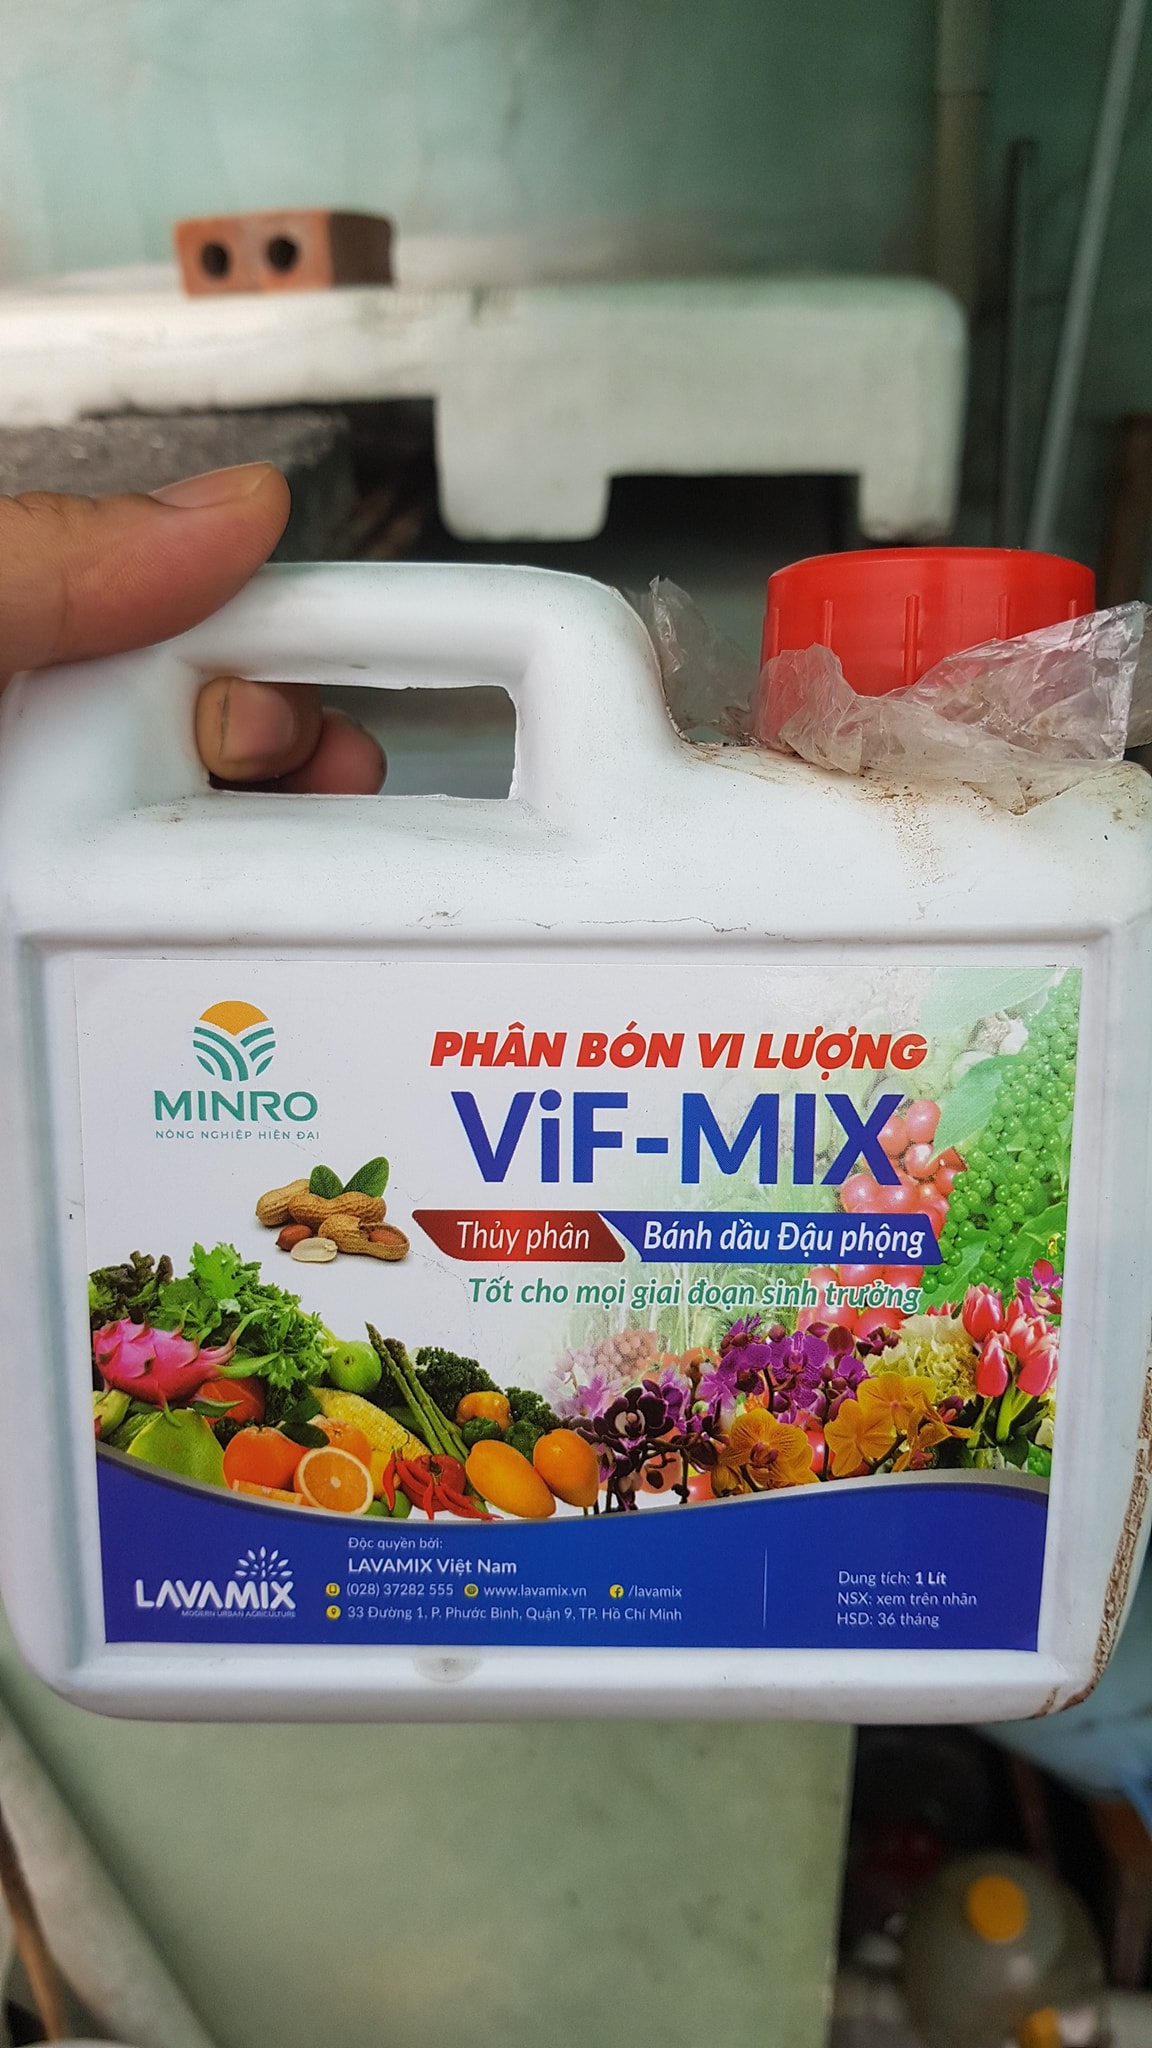 MINRO
NÔNG NGHIỆP HIỆN ĐẠI
PHÂN BÓN VI LƯỢNG
ViF-MIX
Thủy phân Bánh dầu Đậu phộng
Tốt cho mọi giai đoạn sinh trưởng
LAVAMIX
MODERN URBAN AGRICULTURE
Độc quyền bởi:
LAVAMIX Việt Nam
(028) 37282 555 www.lavamix.vn /lavamix
33 Đường 1, P. Phước Bình, Quận 9, TP. Hồ Chí Minh
Dung tích: 1 Lít
NSX: xem trên nhãn
HSD: 36 tháng